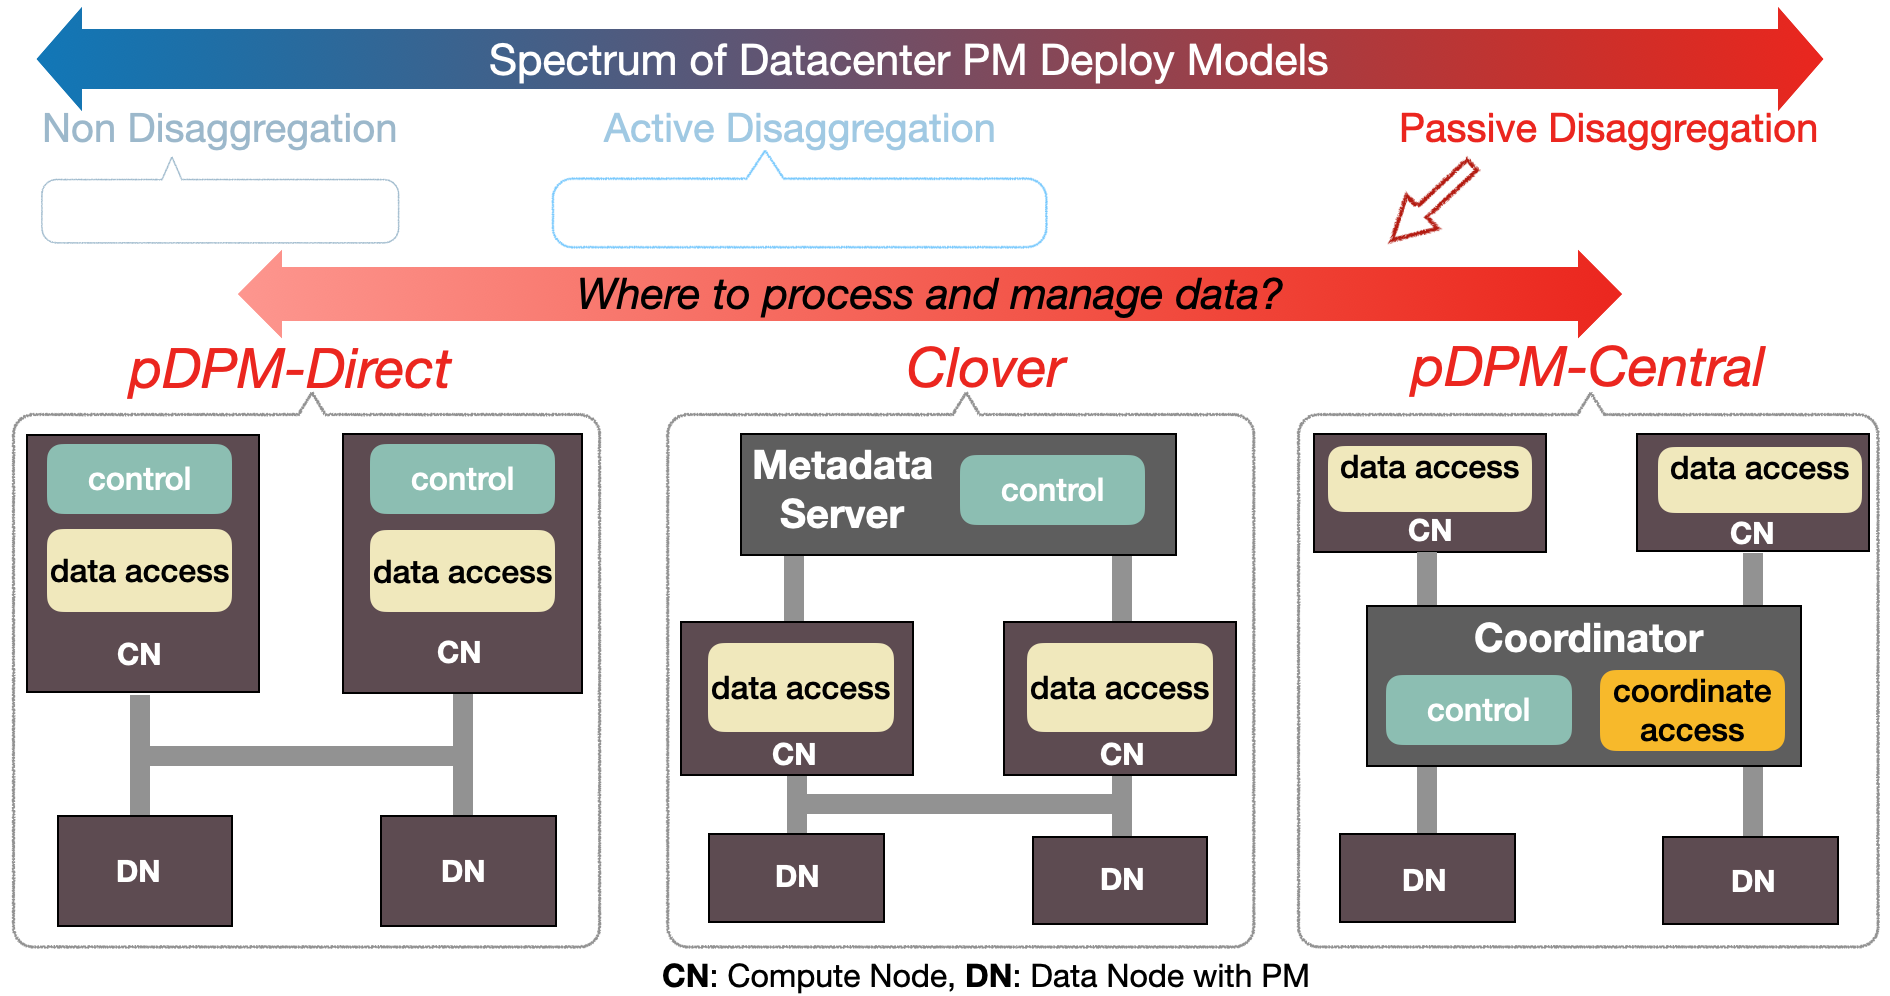 Spectrum of Datacenter PM Deploy Models
Non Disaggregation
Active Disaggregation
Passive Disaggregation
Where to process and manage data?
pDPM-Direct
Clover
pDPM-Central
control
data access
CN
control
data access
CN
DN
DN
Metadata
Server
control
data access
CN
data access
CN
DN
DN
data access
CN
data access
CN
Coordinator
control
coordinate
access
DN
DN
CN: Compute Node, DN: Data Node with PM